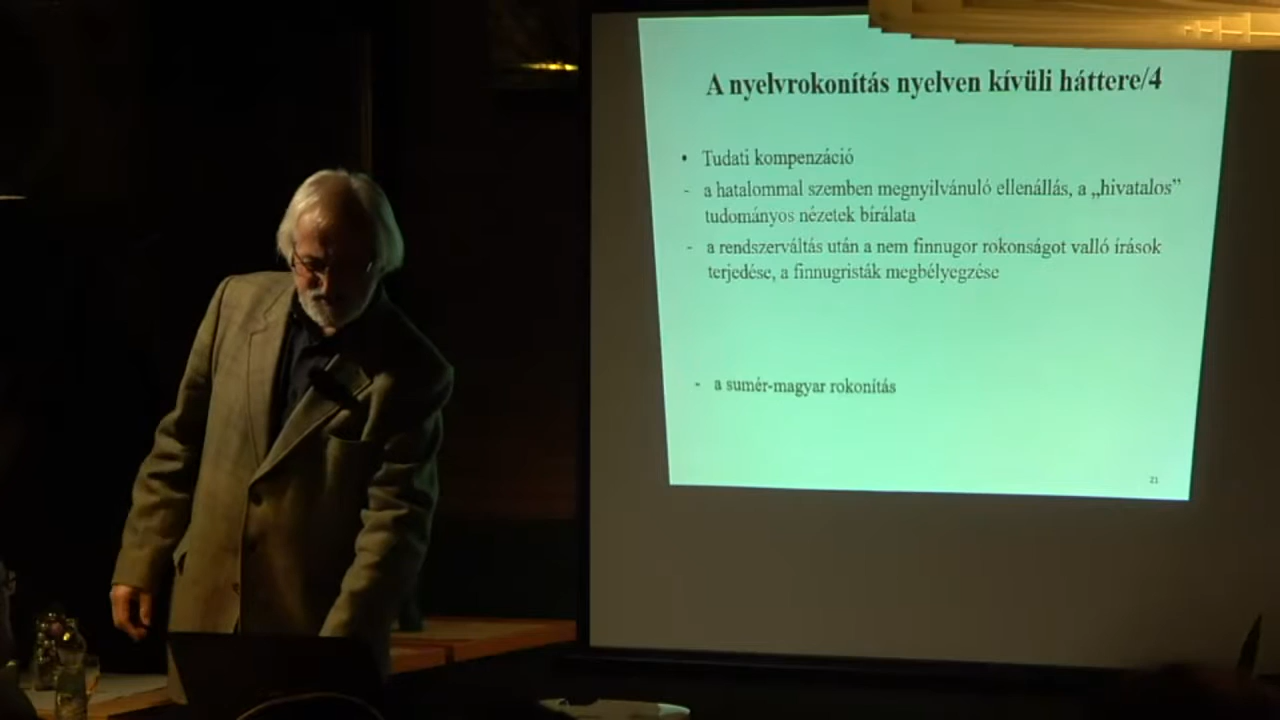 A nyelvrokonítás nyelven kívüli háttere/4
• Tudati kompenzáció
- a hatalommal szemben megnyilvánuló ellenállás, a „hivatalos”
tudományos nézetek bírálata
- a rendszerváltás után a nem finnugor rokonságot valló írások
terjedése, a finnugristák megbélyegzése
- a sumér-magyar rokonítás
21